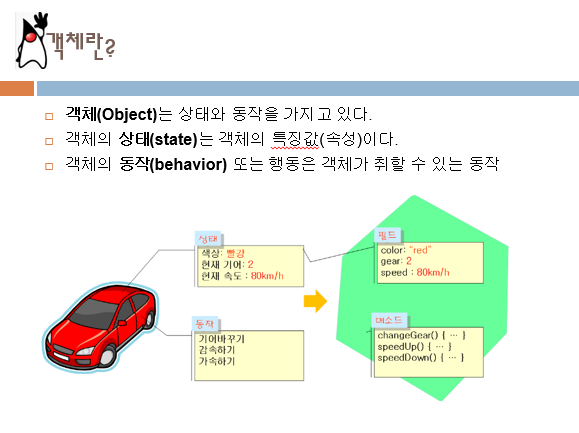 객체란?
객체(Object)는 상태와 동작을 가지고 있다.
객체의 상태(state)는 객체의 특징값(속성)이다.
객체의 동작(behavior) 또는 행동은 객체가 취할 수 있는 동작
상태
색상: 빨강
현재 기어: 2
현재 속도 : 80km/h
동작
기어바꾸기
감속하기
가속하기
필드
color: "red"
gear: 2
speed : 80km/h
메소드
changeGear() { … }
speedUp() { … }
speedDown() { … }